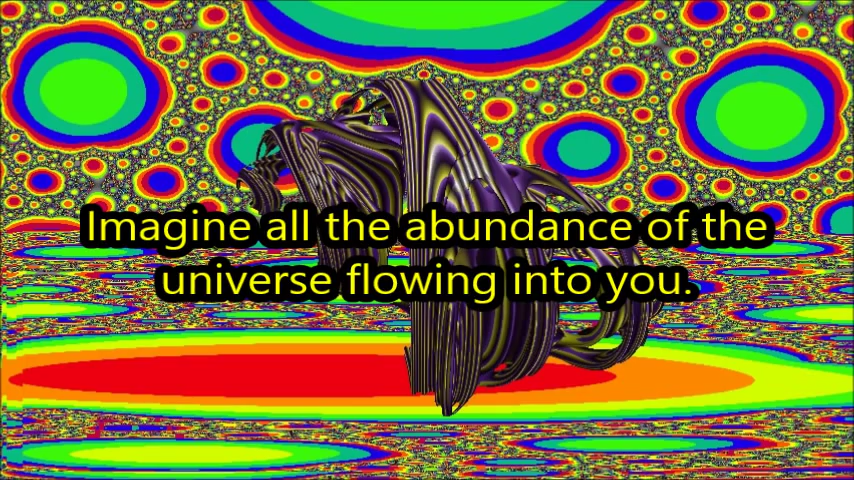 Imagine all the abundance of the
universe flowing into you.